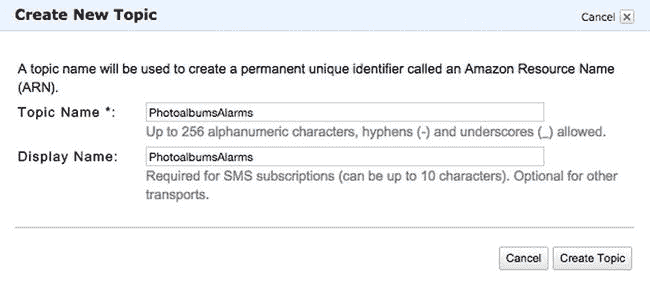 Create New Topic
Cancel x
A topic name will be used to create a permanent unique identifier called an Amazon Resource Name
(ARN).
Topic Name *: PhotoalbumsAlarms
Up to 256 alphanumeric characters, hyphens (-) and underscores (_) allowed.
Display Name: PhotoalbumsAlarms
Required for SMS subscriptions (can be up to 10 characters). Optional for other
transports.
Cancel Create Topic